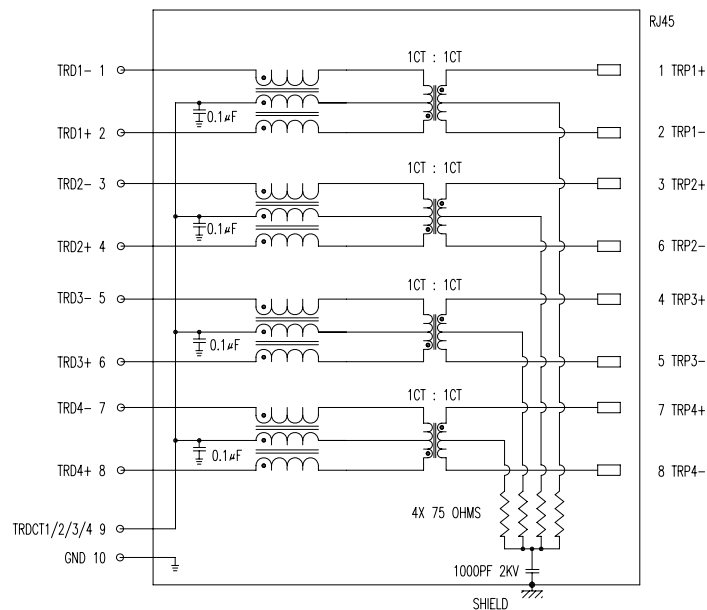 RJ45
1CT : 1CT
TRD1- 1
1 TRP1+
0.1µF
TRD1+ 2
2 TRP1-
1CT : 1CT
TRD2- 3
3 TRP2+
0.1µF
TRD2+ 4
6 TRP2-
1CT : 1CT
TRD3- 5
4 TRP3+
0.1µF
TRD3+ 6
5 TRP3-
1CT : 1CT
TRD4- 7
7 TRP4+
0.1µF
TRD4+ 8
8 TRP4-
4X 75 OHMS
TRDCT1/2/3/4 9
GND 10
1000PF 2KV
SHIELD